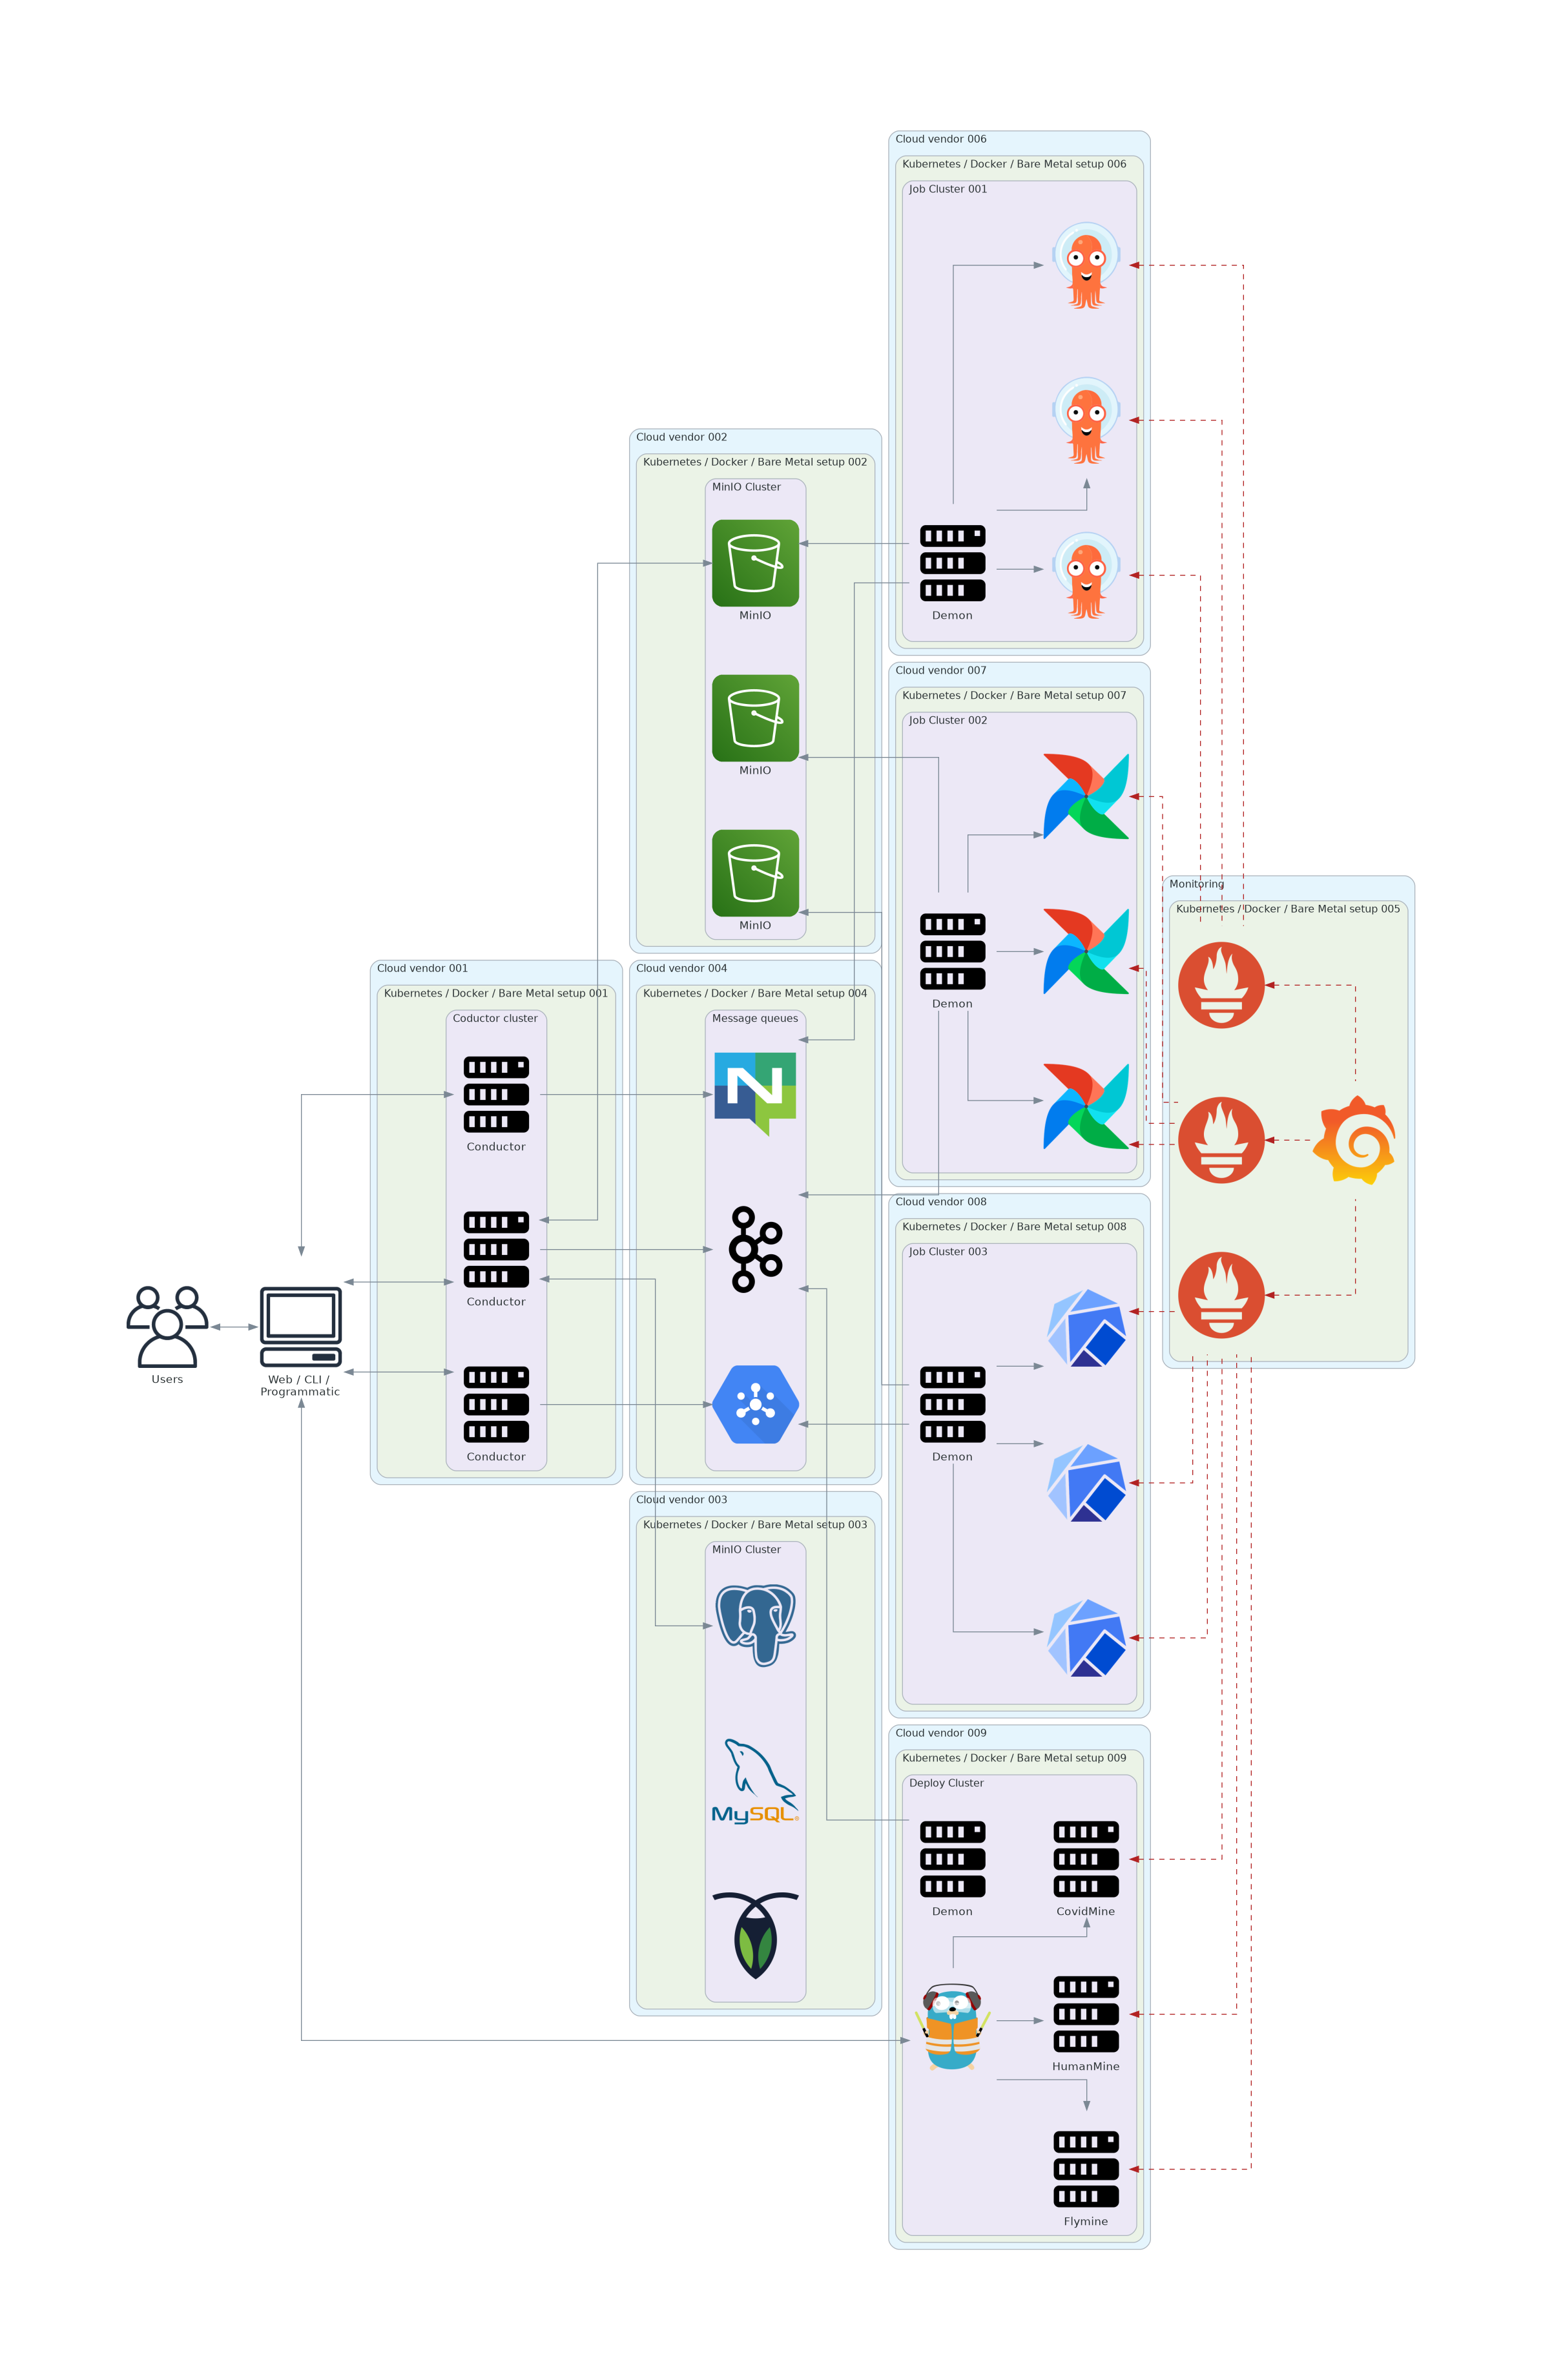 Cloud vendor 006
Kubernetes / Docker / Bare Metal setup 006
Job Cluster 001
Demon
Cloud vendor 002
Kubernetes / Docker / Bare Metal setup 002
MinIO Cluster
MinIO
MinIO
MinIO
Cloud vendor 007
Kubernetes / Docker / Bare Metal setup 007
Job Cluster 002
Demon
Monitoring
Kubernetes / Docker / Bare Metal setup 005
Cloud vendor 001
Kubernetes / Docker / Bare Metal setup 001
Coductor cluster
Conductor
Conductor
Conductor
Cloud vendor 004
Kubernetes / Docker / Bare Metal setup 004
Message queues
N
Users
Web / CLI /
Programmatic
Cloud vendor 008
Kubernetes / Docker / Bare Metal setup 008
Job Cluster 003
Demon
Cloud vendor 003
Kubernetes / Docker / Bare Metal setup 003
MinIO Cluster
MySQL
Cloud vendor 009
Kubernetes / Docker / Bare Metal setup 009
Deploy Cluster
Demon
CovidMine
HumanMine
Flymine